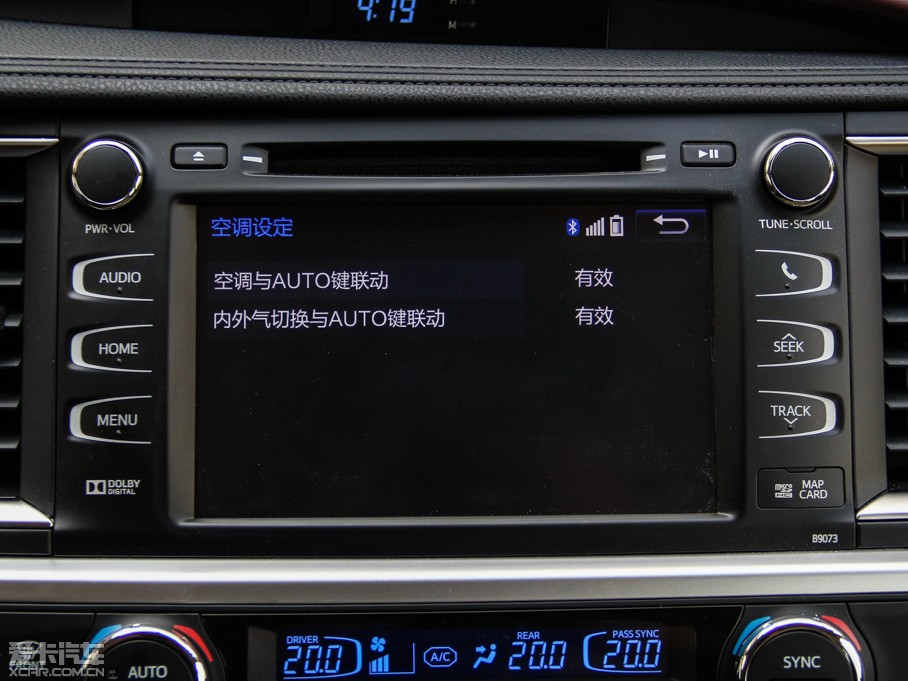 4:19
H
M
PWR·VOL
TUNE·SCROLL
空调设定
AUDIO
空调与AUTO键联动 有效
内外气切换与AUTO键联动 有效
HOME
SEEK
MENU
TRACK
DOLBY
DIGITAL
micro
SD
HC
MAP
CARD
B9073
DRIVER
20.0
A/C
REAR
20.0
PASS SYNC
20.0
AUTO
SYNC
爱卡汽车
XCAR.COM.CN